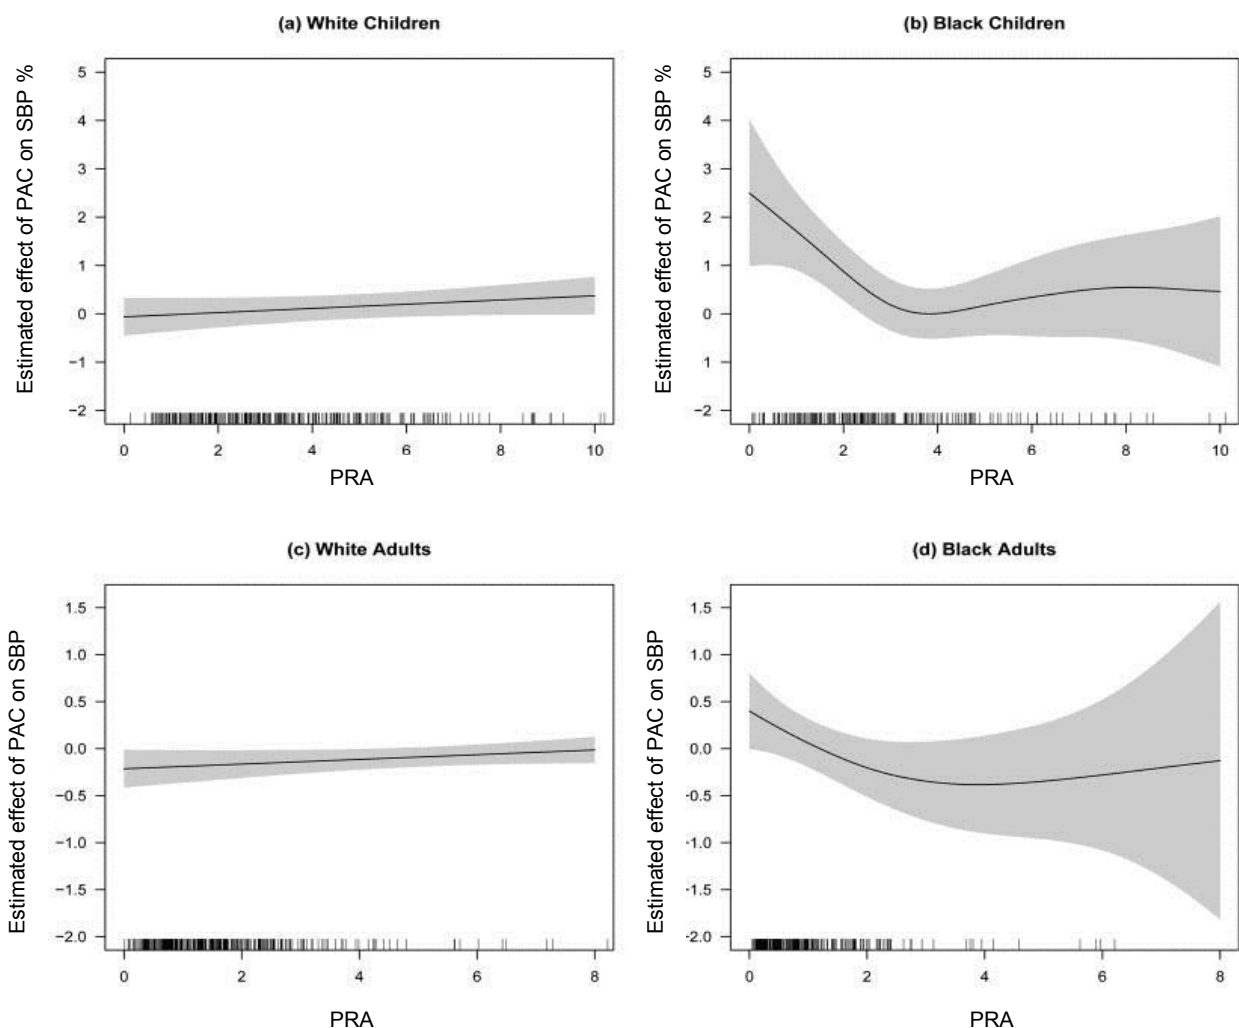 (a) White Children
(b) Black Children
Estimated effect of PAC on SBP %
5
4
3
2
1
0
−1
−2
0 2 4 6 8 10
PRA
Estimated effect of PAC on SBP %
5
4
3
2
1
0
1
−2
0 2 4 6 8 10
PRA
(c) White Adults
(d) Black Adults
Estimated effect of PAC on SBP
1.5
1.0
0.5
0.0
−0.5
−1.0
−1.5
−2.0
0 2 4 6 8
PRA
Estimated effect of PAC on SBP
1.5
1.0
0.5
0.0
-0.5
-1.0
-1.5
-2.0
0 2 4 6 8
PRA